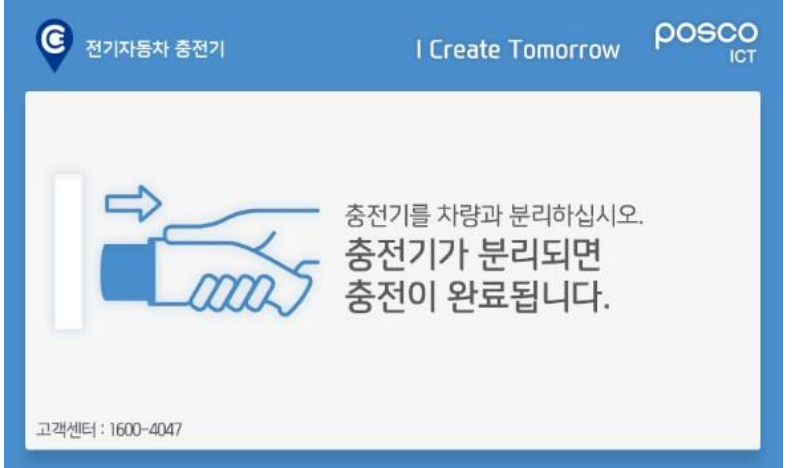 전기자동차 충전기
I Create Tomorrow
posco
ICT
충전기를 차량과 분리하십시오.
충전기가 분리되면
충전이 완료됩니다.
고객센터 : 1600-4047